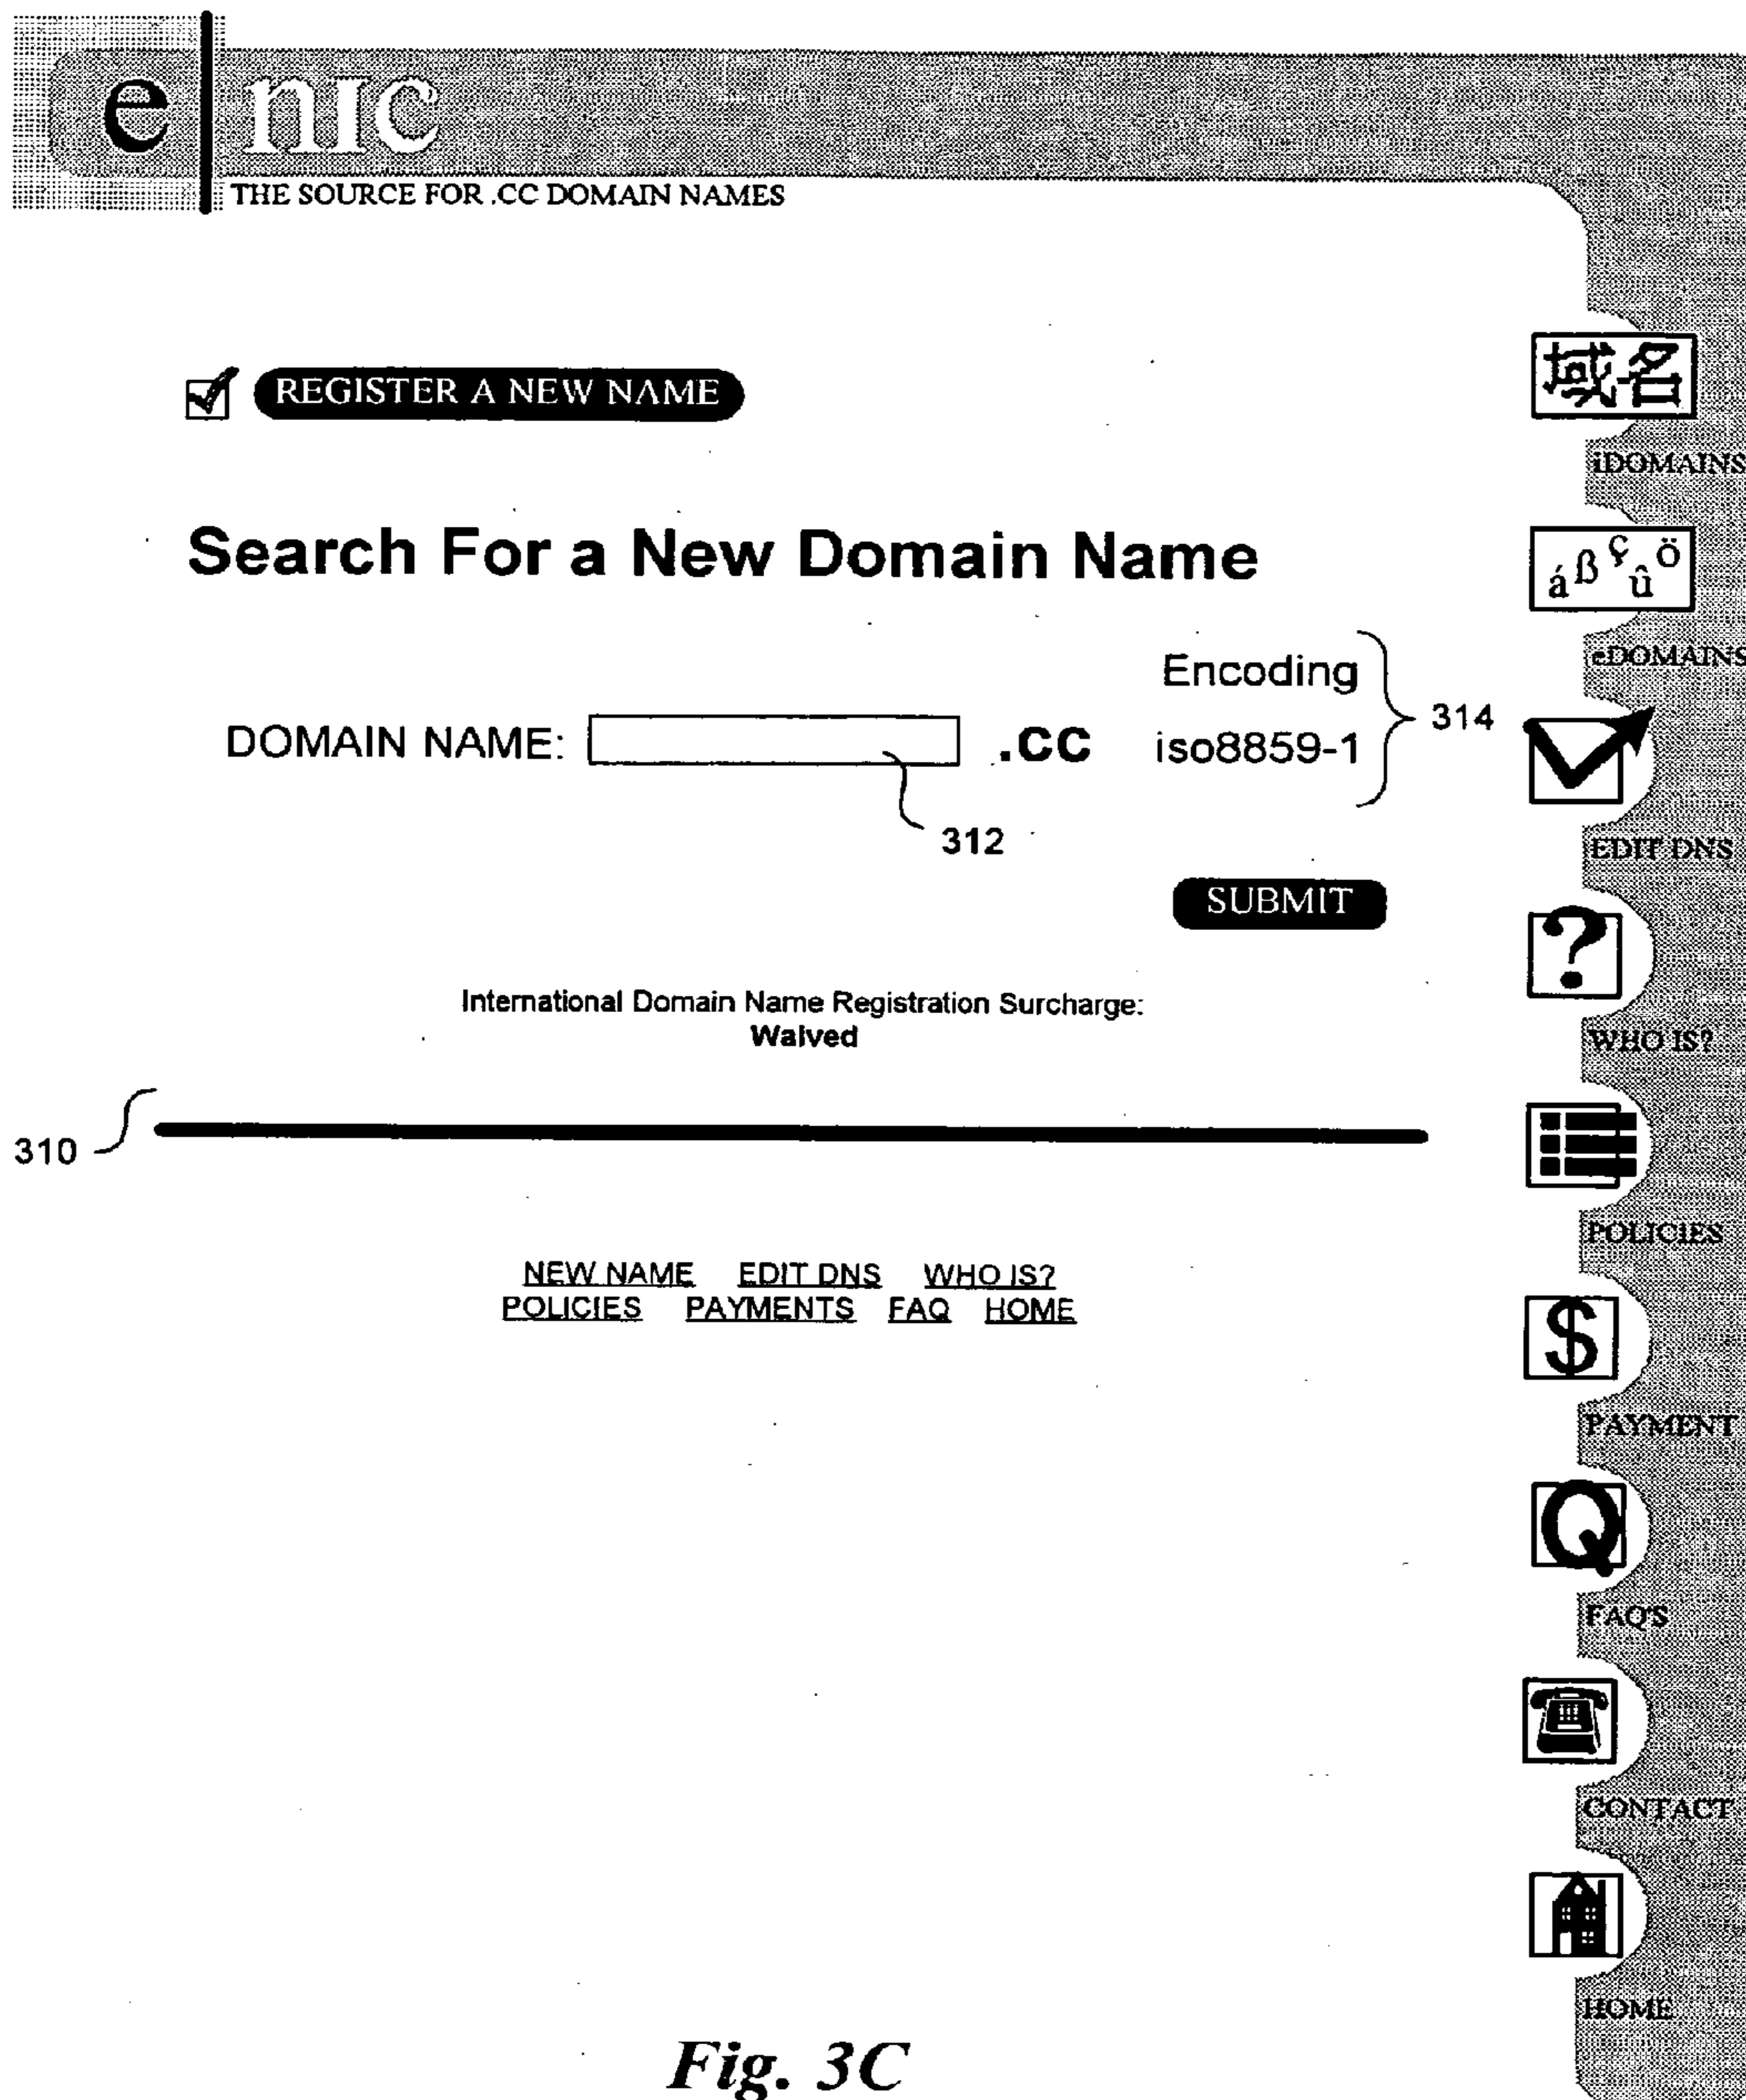 e nic
THE SOURCE FOR .CC DOMAIN NAMES
REGISTER A NEW NAME
Search For a New Domain Name
DOMAIN NAME: .CC
Encoding
iso8859-1
314
312
SUBMIT
International Domain Name Registration Surcharge:
Waived
310
NEW NAME EDIT DNS WHO IS?
POLICIES PAYMENTS FAQ HOME
域名
iDOMAINS
á ß ç û ö
eDOMAINS
EDIT DNS
?
WHO IS?
POLICIES
$
PAYMENT
Q
FAQ'S
CONTACT
HOME
Fig. 3C